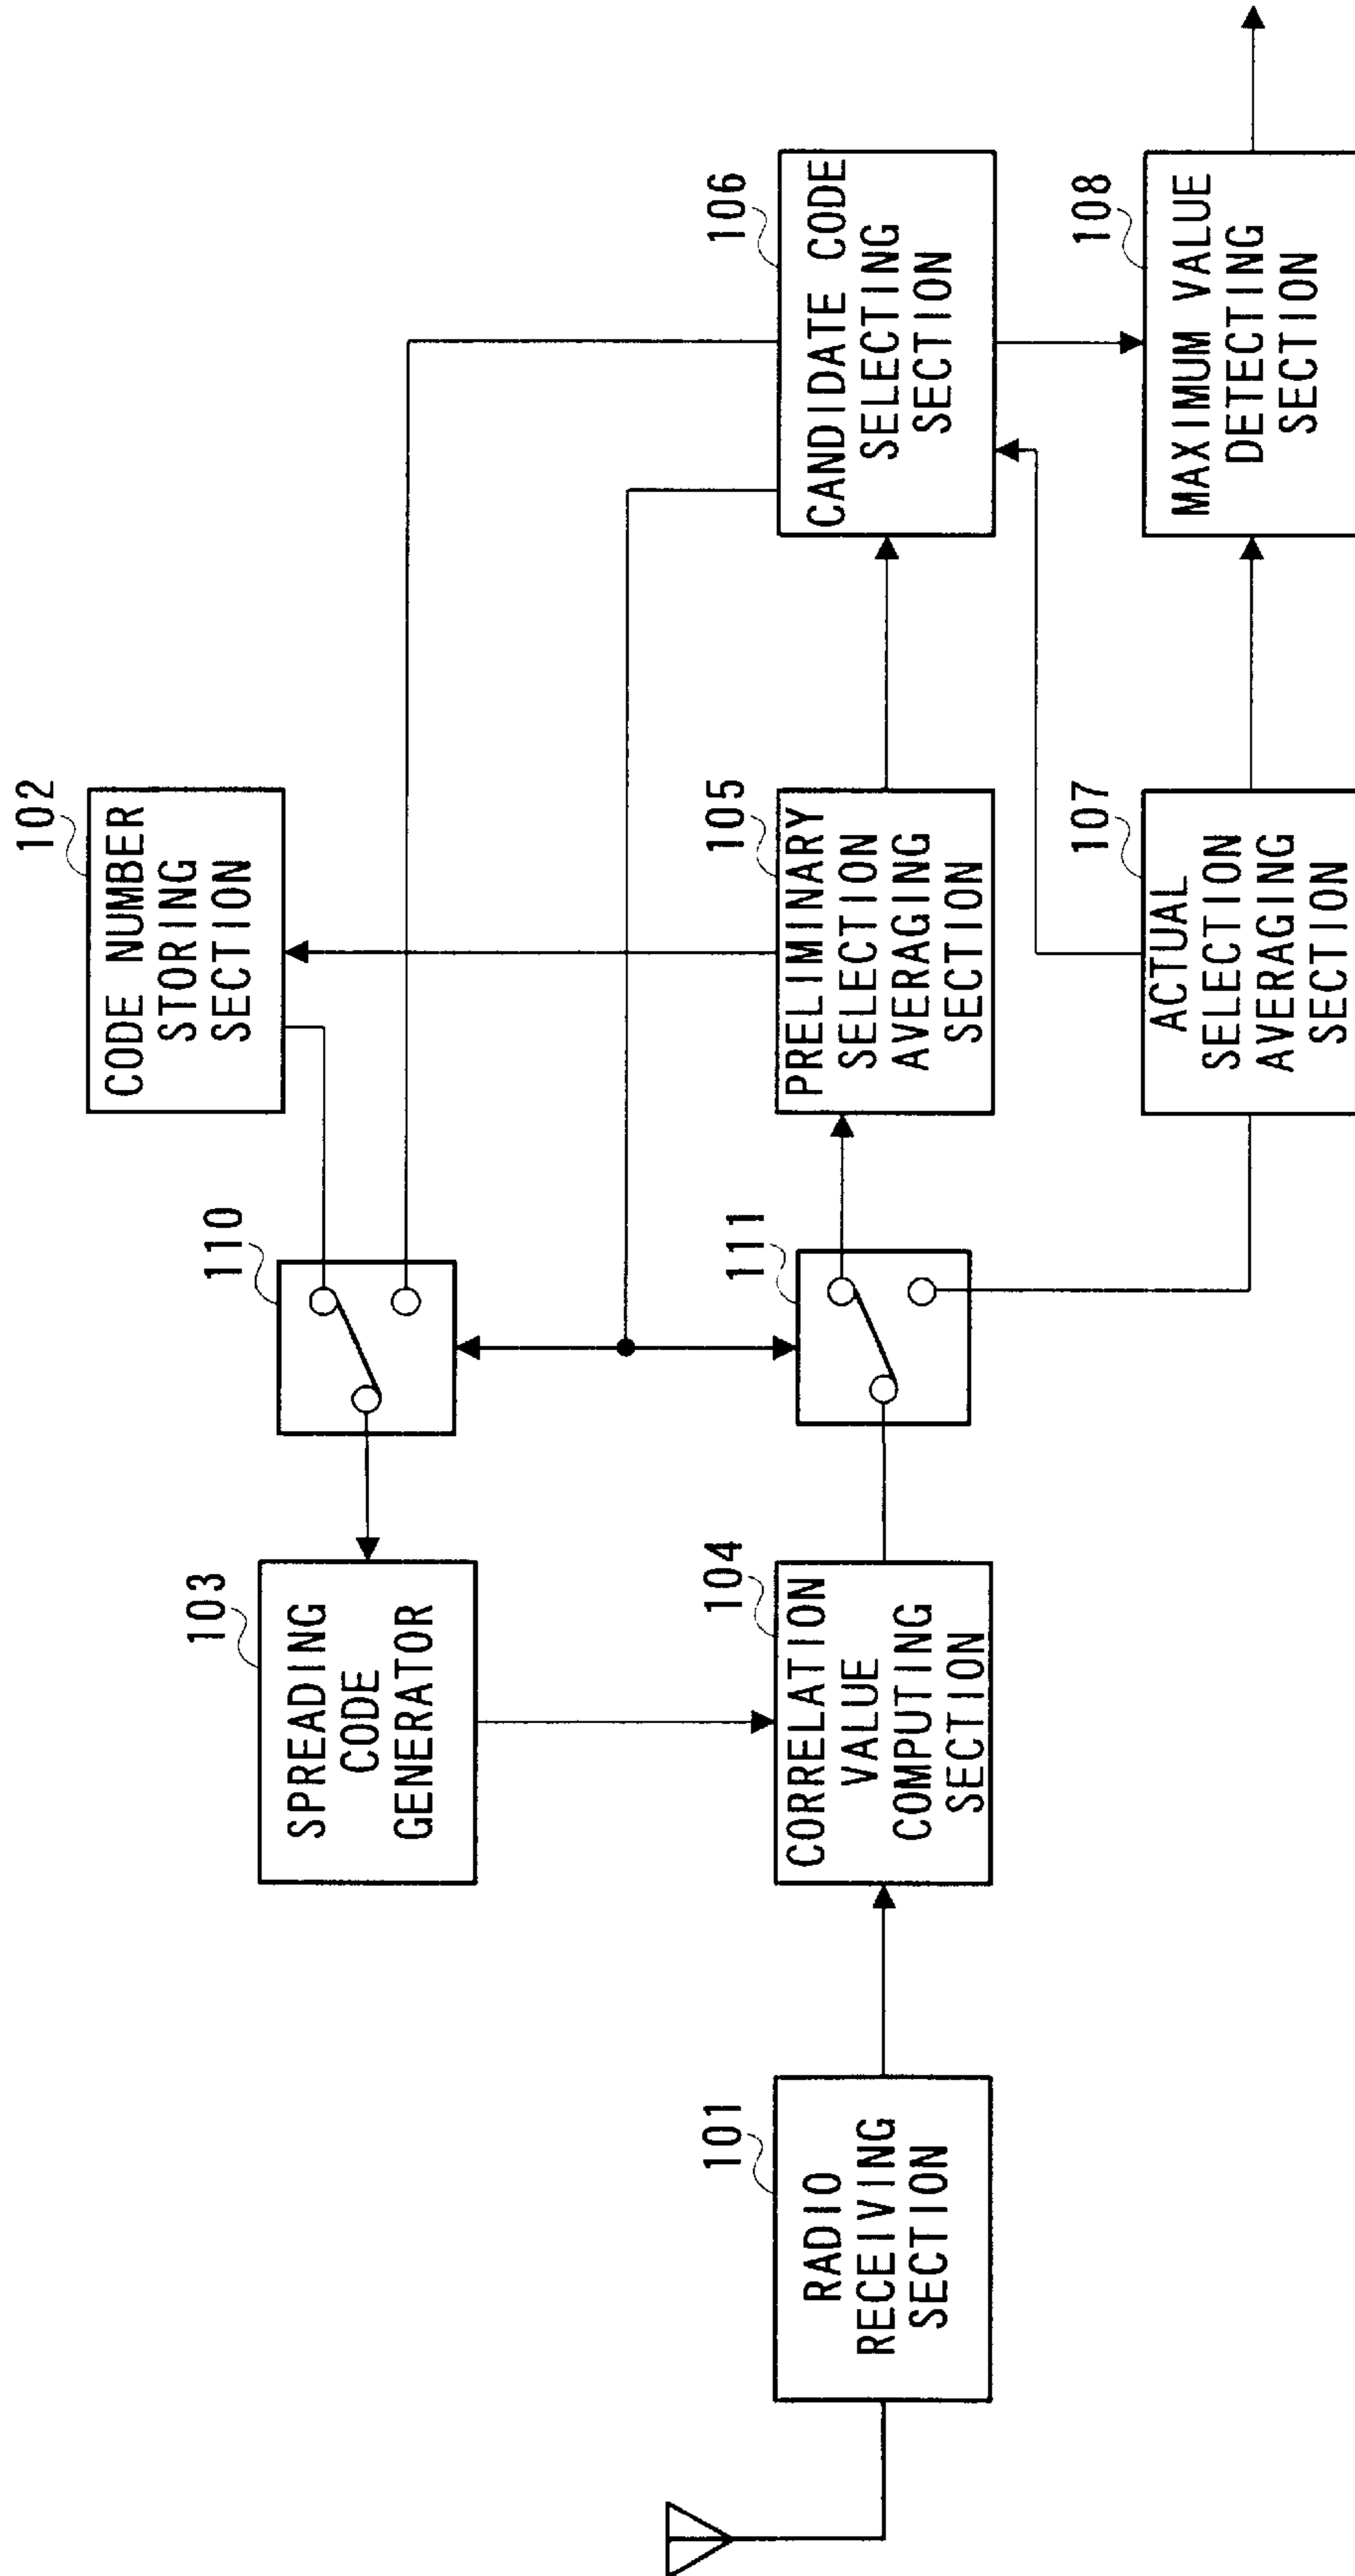 102
CODE NUMBER
STORING
SECTION
110
103
SPREADING
CODE
GENERATOR
101
RADIO
RECEIVING
SECTION
104
CORRELATION
VALUE
COMPUTING
SECTION
111
105
PRELIMINARY
SELECTION
AVERAGING
SECTION
106
CANDIDATE CODE
SELECTING
SECTION
107
ACTUAL
SELECTION
AVERAGING
SECTION
108
MAXIMUM VALUE
DETECTING
SECTION